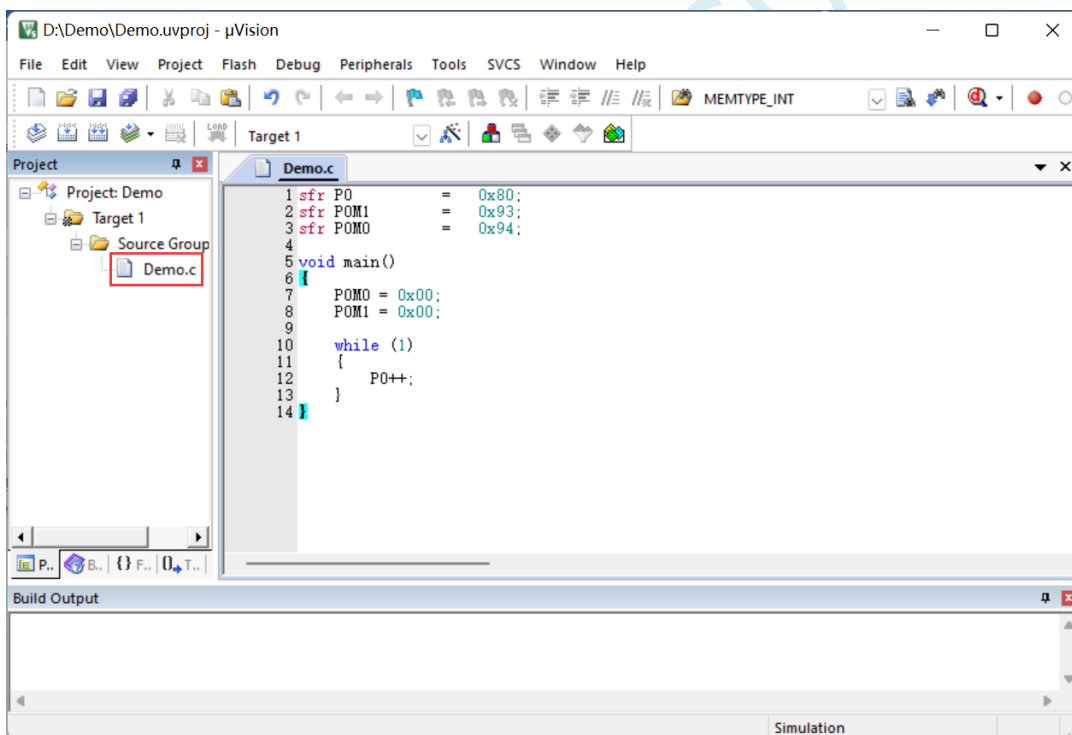 D:\Demo\Demo.uvproj - µVision
File Edit View Project Flash Debug Peripherals Tools SVCS Window Help
MEMTYPE_INT
LOAD Target 1
Project
Project: Demo
Target 1
Source Group
Demo.c
P.. B.. {} F.. 0 T..
Demo.c
1 sfr P0 = 0x80;
2 sfr P0M1 = 0x93;
3 sfr P0M0 = 0x94;
4
5 void main()
6 {
7 P0M0 = 0x00;
8 P0M1 = 0x00;
9
10 while (1)
11 {
12 P0++;
13 }
14 }
Build Output
Simulation